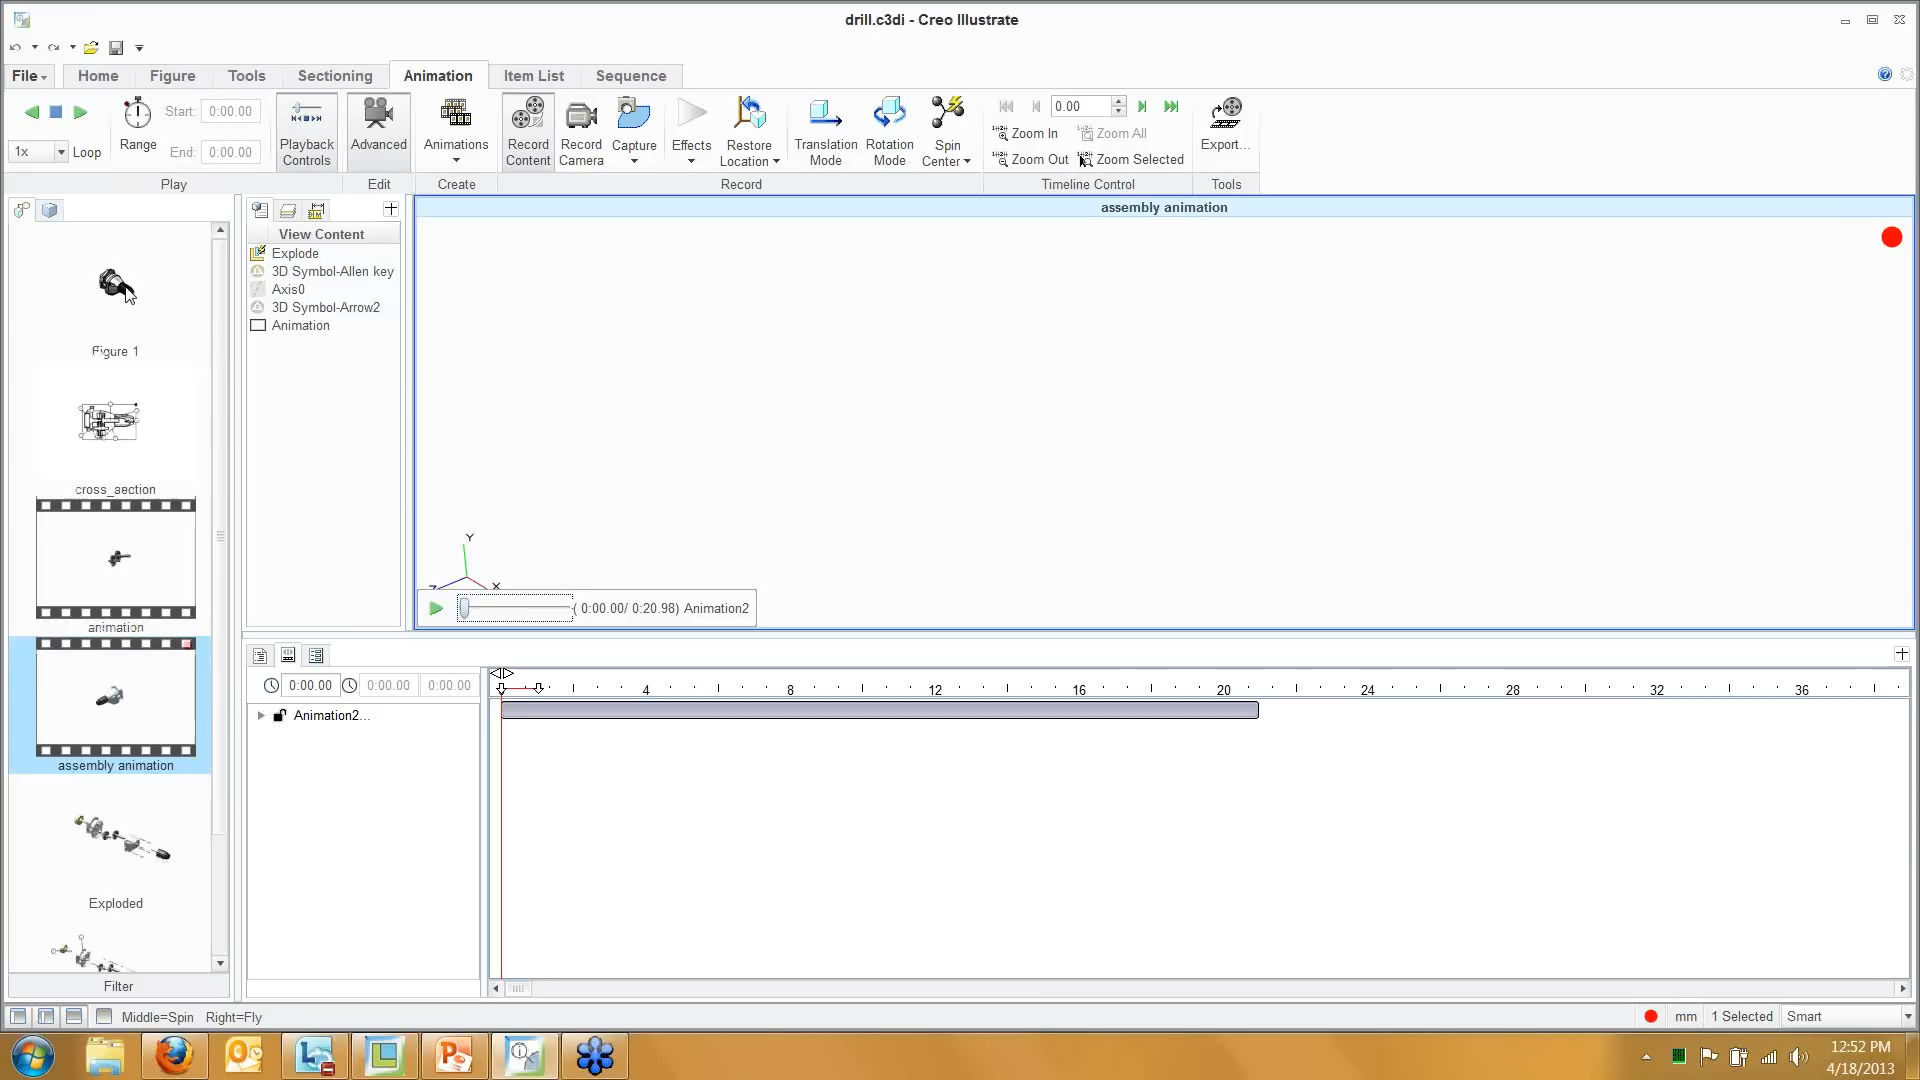 drill.c3di - Creo Illustrate
File
Home
Figure
Tools
Sectioning
Animation
Item List
Sequence
Start: 0:00.00
End: 0:00.00
1x
Loop
Range
Playback
Controls
Advanced
Animations
Record
Content
Record
Camera
Capture
Effects
Restore
Location
Translation
Mode
Rotation
Mode
Spin
Center
0.00
Zoom In
Zoom All
Zoom Out
Zoom Selected
Export...
Play
Edit
Create
Record
Timeline Control
Tools
View Content
Explode
3D Symbol-Allen key
Axis0
3D Symbol-Arrow2
Animation
assembly animation
Figure 1
cross_section
animation
assembly animation
Exploded
Filter
Y
Z
X
( 0:00.00/ 0:20.98) Animation2
0:00.00
0:00.00
0:00.00
4 8 12 16 20 24 28 32 36
Animation2...
Middle=Spin Right=Fly
mm
1 Selected
Smart
12:52 PM
4/18/2013